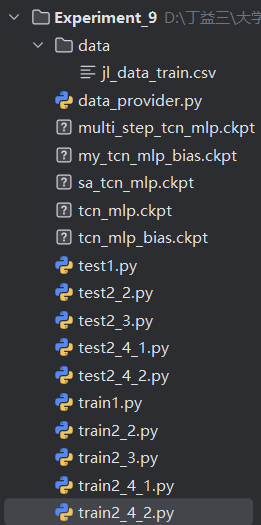 Experiment_9 D:\丁益三\大学
data
jl_data_train.csv
data_provider.py
multi_step_tcn_mlp.ckpt
my_tcn_mlp_bias.ckpt
sa_tcn_mlp.ckpt
tcn_mlp.ckpt
tcn_mlp_bias.ckpt
test1.py
test2_2.py
test2_3.py
test2_4_1.py
test2_4_2.py
train1.py
train2_2.py
train2_3.py
train2_4_1.py
train2_4_2.py